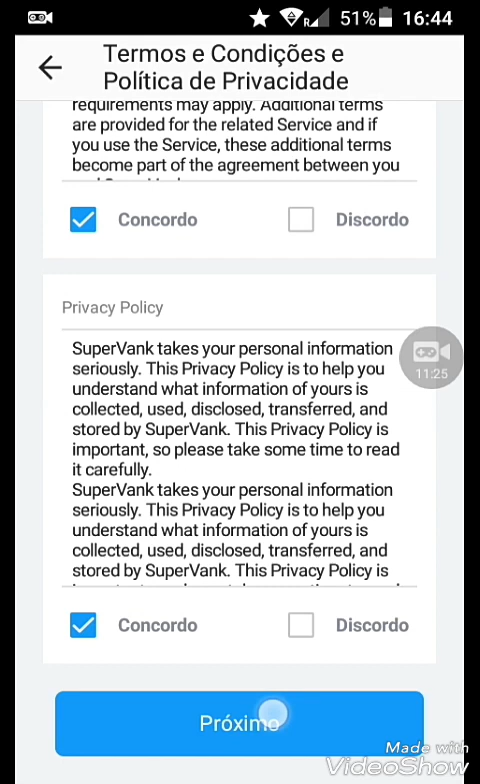 51% 16:44
Termos e Condições e
Política de Privacidade
requirements may apply. Additional terms
are provided for the related Service and if
you use the Service, these additional terms
become part of the agreement between you
Concordo Discordo
Privacy Policy
SuperVank takes your personal information
seriously. This Privacy Policy is to help you
understand what information of yours is
collected, used, disclosed, transferred, and
stored by SuperVank. This Privacy Policy is
important, so please take some time to read
it carefully.
SuperVank takes your personal information
seriously. This Privacy Policy is to help you
understand what information of yours is
collected, used, disclosed, transferred, and
stored by SuperVank. This Privacy Policy is
11:25
Concordo Discordo
Próximo
Made with
VideoShow